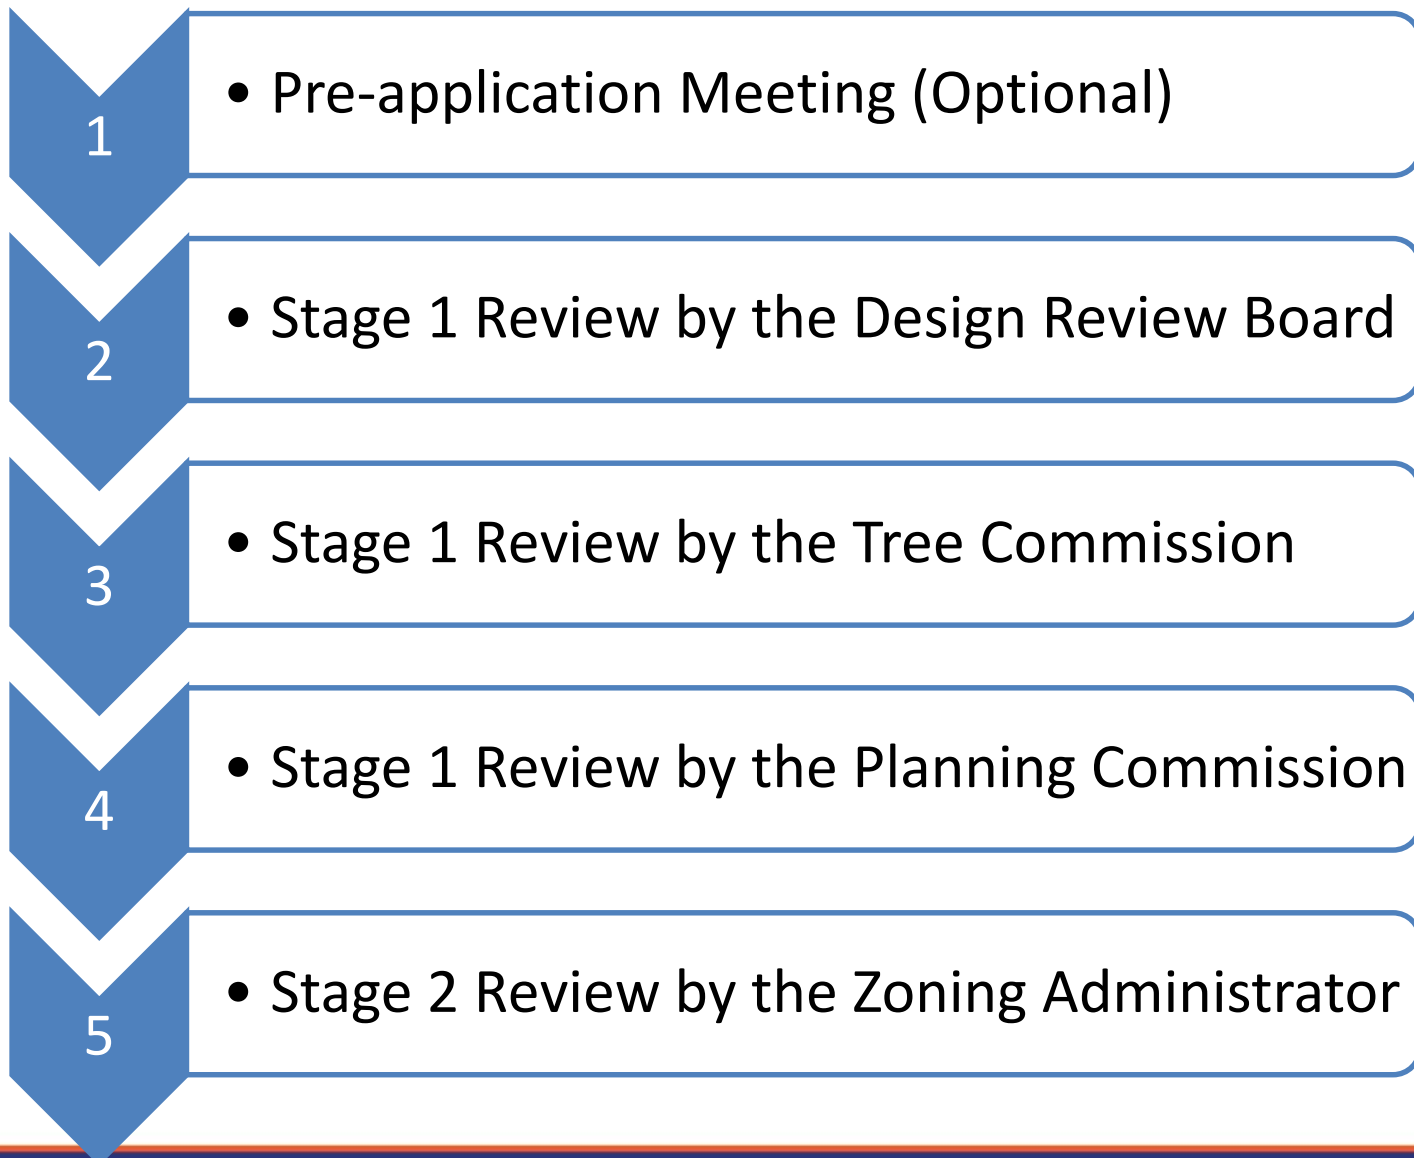 1
• Pre-application Meeting (Optional)
2
• Stage 1 Review by the Design Review Board
3
• Stage 1 Review by the Tree Commission
4
• Stage 1 Review by the Planning Commission
5
• Stage 2 Review by the Zoning Administrator